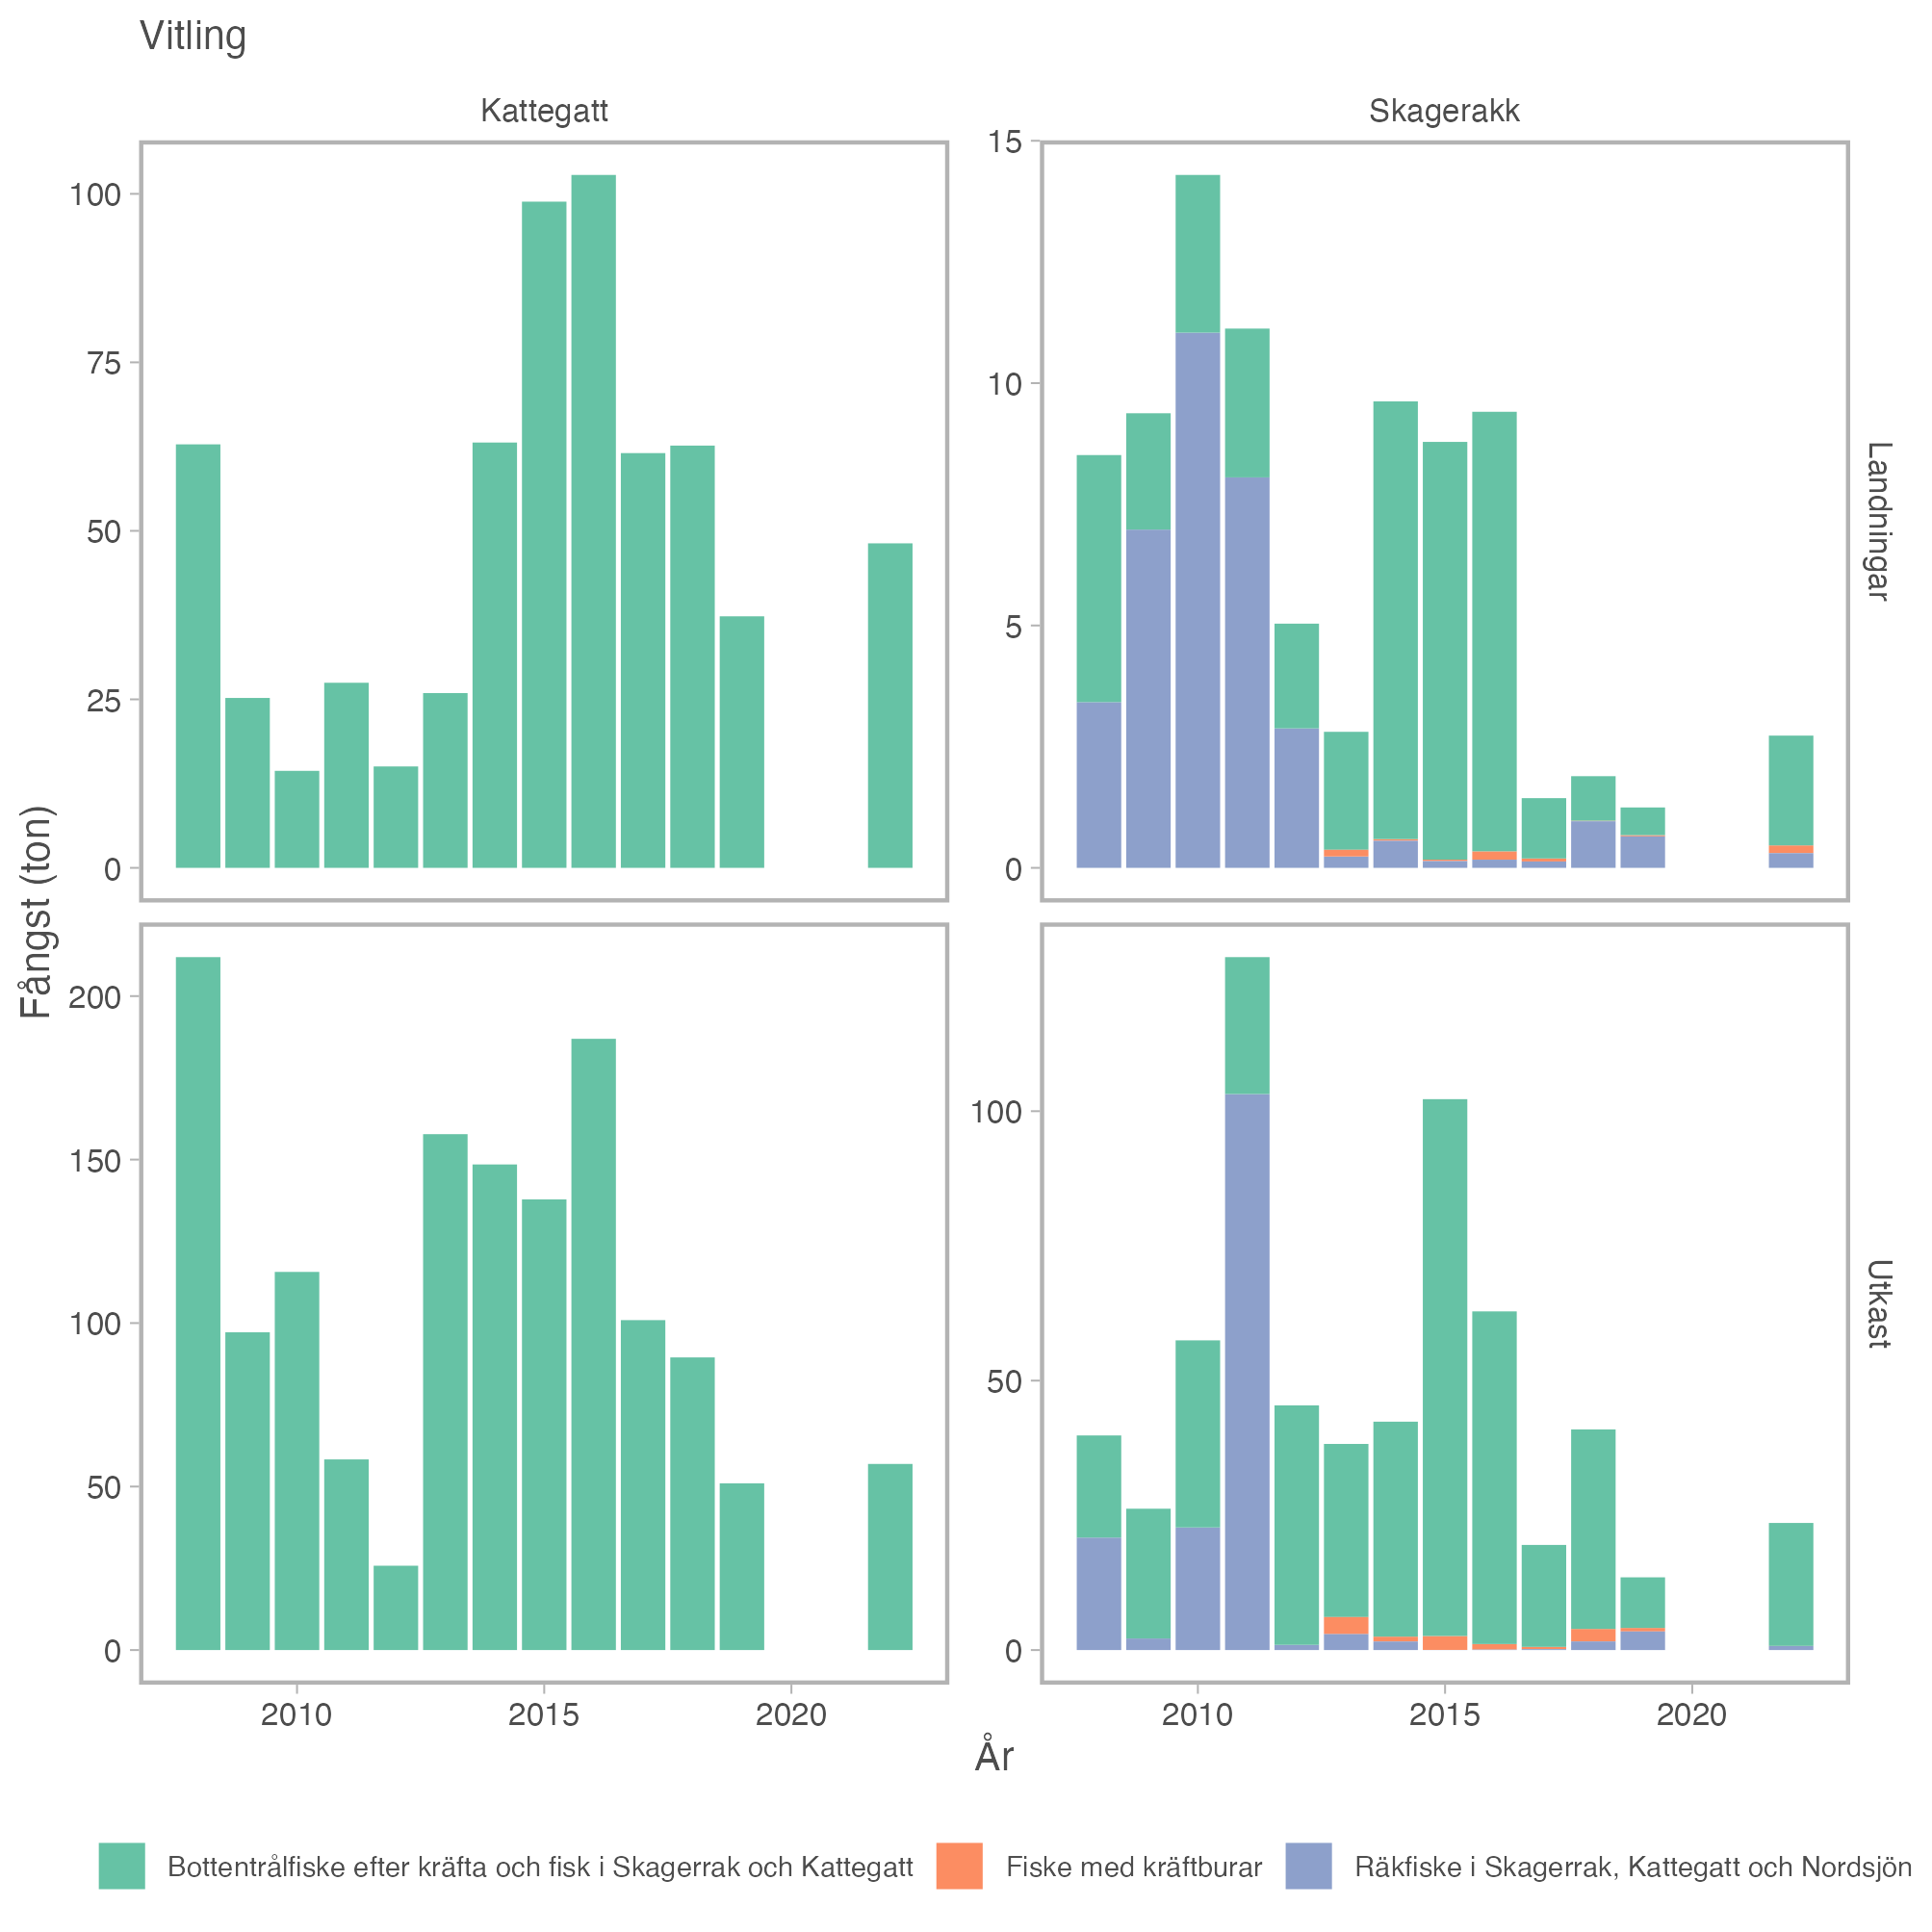 Vitling
Kattegatt
Skagerakk
Fångst (ton)
100
75
50
25
0
15
10
5
0
Landningar
200
150
100
50
0
100
50
0
Utkast
2010
2015
2020
2010
2015
2020
År
Bottentrålfiske efter kräfta och fisk i Skagerrak och Kattegatt
Fiske med kräftburar
Räkfiske i Skagerrak, Kattegatt och Nordsjön